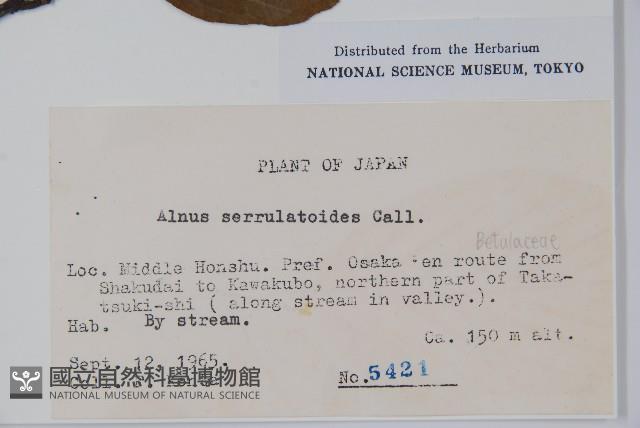 Distributed from the Herbarium
NATIONAL SCIENCE MUSEUM, TOKYO
PLANT OF JAPAN
Alnus serrulatoides Call.
Betulaceae
Loc. Middle Honshu. Pref. Osaka en route from
Shakudai to Kawakubo, northern part of Taka-
tsuki-shi ( along stream in valley.).
Hab. By stream.
Ca. 150 m alt.
Sept. 12, 1965.
Coll.
No. 5421
國立自然科學博物館
NATIONAL MUSEUM OF NATURAL SCIENCE